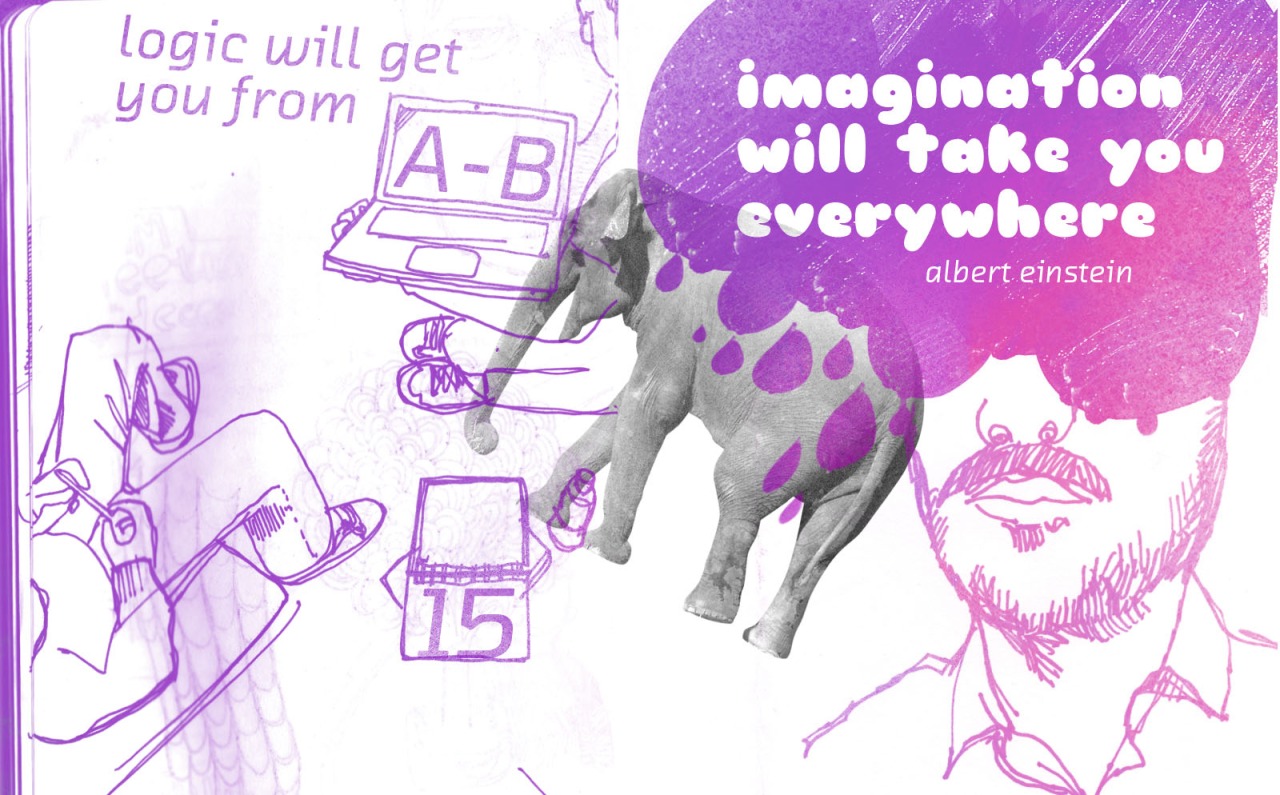 logic will get
you from
A-B
imagination
will take you
everywhere
albert einstein
15